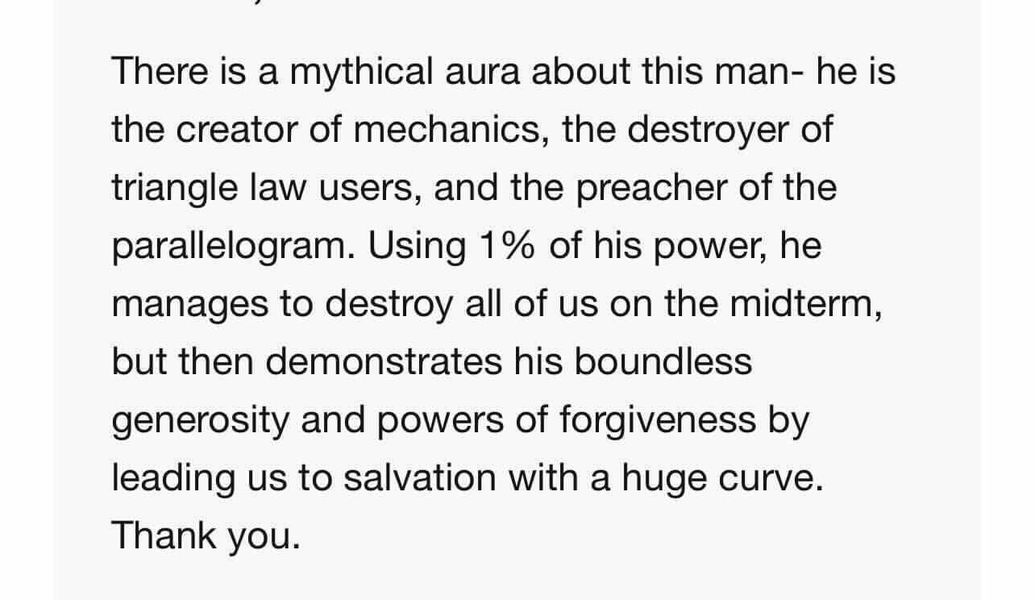 There is a mythical aura about this man- he is
the creator of mechanics, the destroyer of
triangle law users, and the preacher of the
parallelogram. Using 1% of his power, he
manages to destroy all of us on the midterm,
but then demonstrates his boundless
generosity and powers of forgiveness by
leading us to salvation with a huge curve.
Thank you.